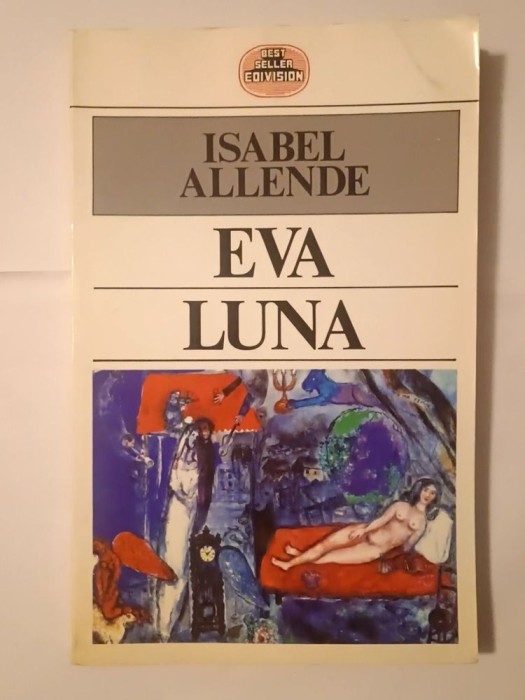 BEST
SELLER
EDIVISION
ISABEL
ALLENDE
EVA
LUNA